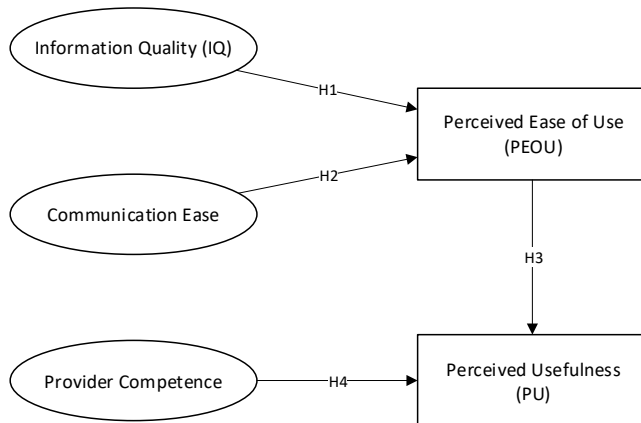 Information Quality (IQ)
H1
Perceived Ease of Use
(PEOU)
H2
Communication Ease
H3
Provider Competence
H4
Perceived Usefulness
(PU)